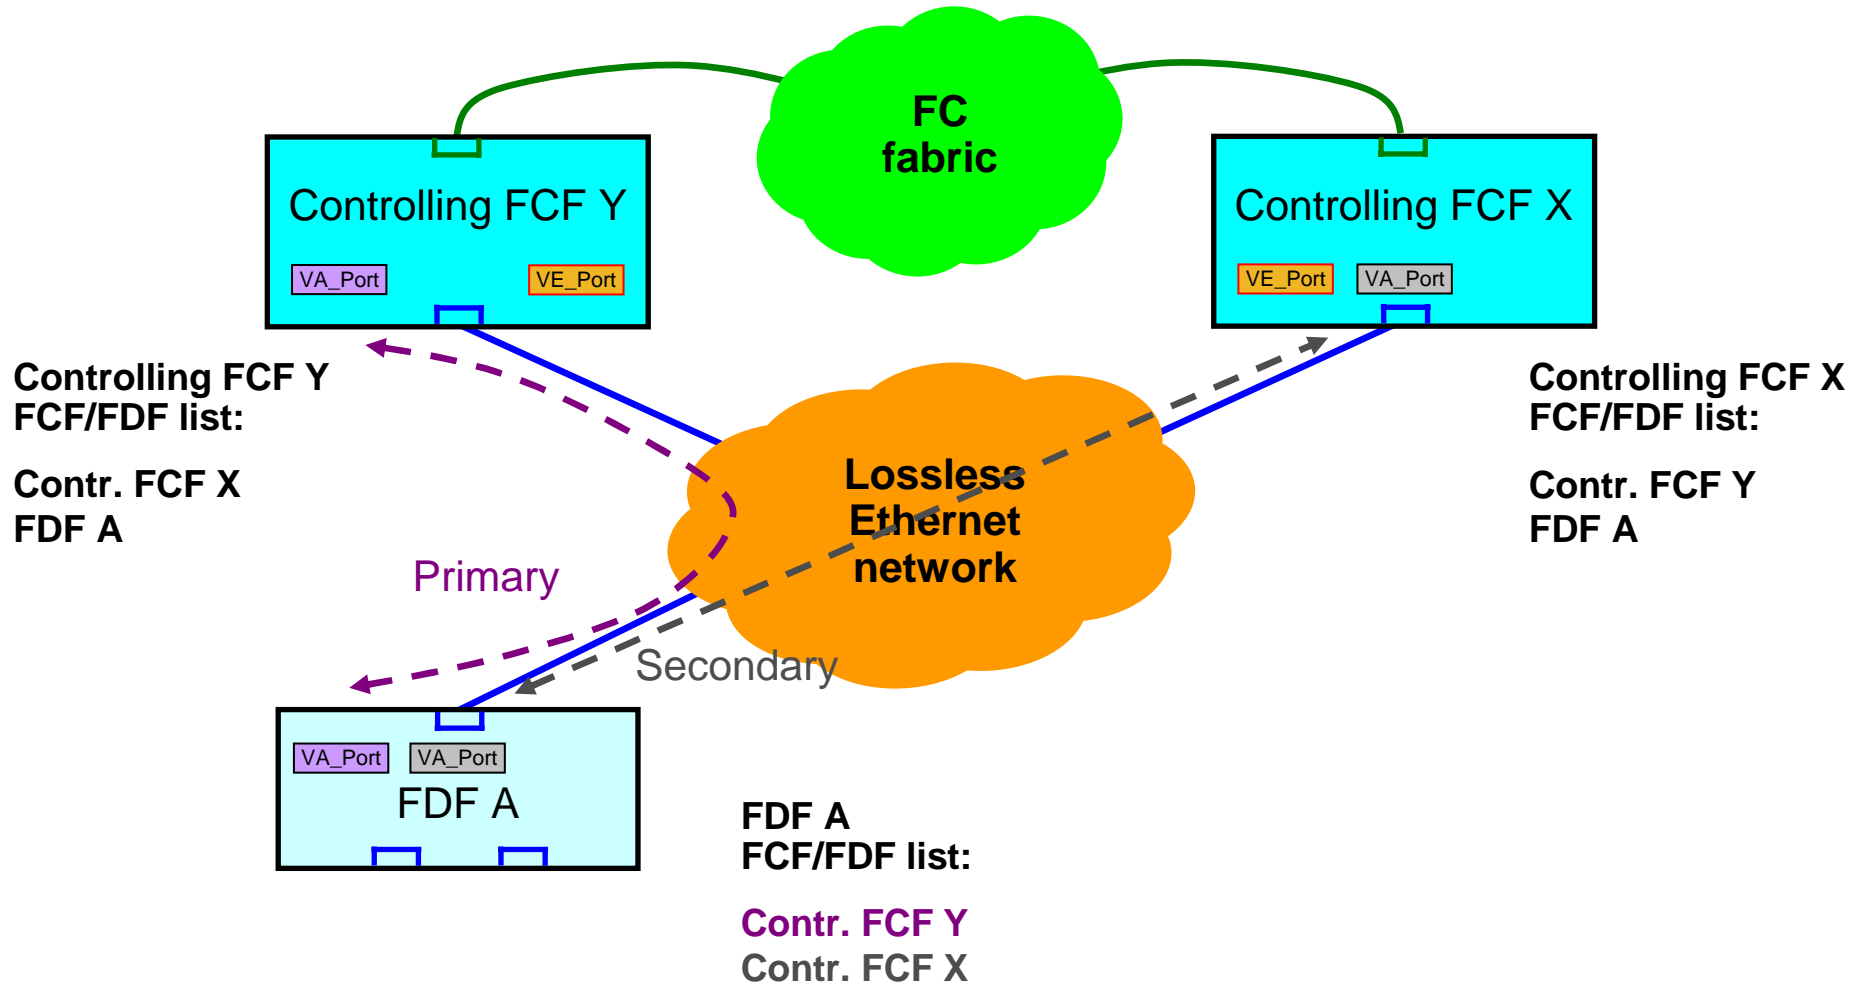 FC
fabric
Controlling FCF Y
VA_Port
VE_Port
Controlling FCF X
VE_Port
VA_Port
Controlling FCF Y
FCF/FDF list:
Contr. FCF X
FDF A
Lossless
Ethernet
network
Controlling FCF X
FCF/FDF list:
Contr. FCF Y
FDF A
Primary
Secondary
VA_Port
VA_Port
FDF A
FDF A
FCF/FDF list:
Contr. FCF Y
Contr. FCF X